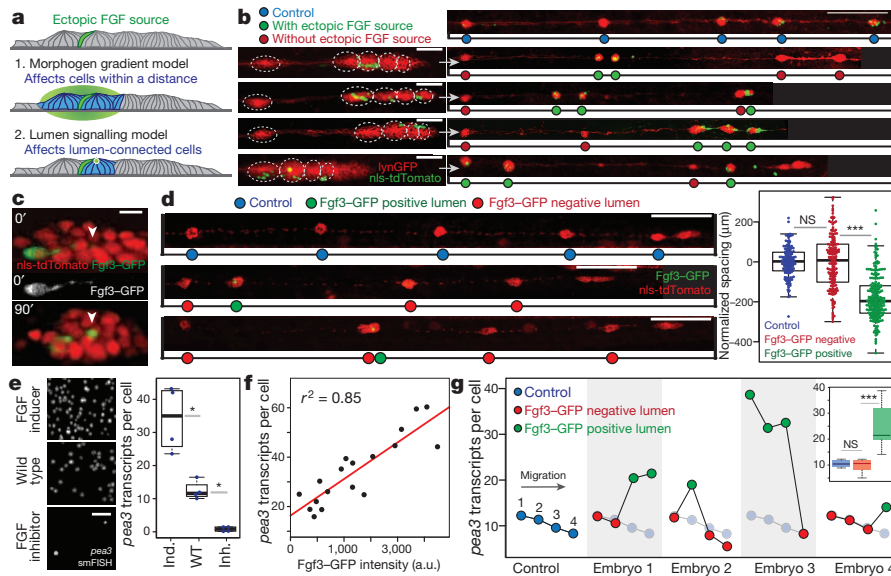 a
Ectopic FGF source
1. Morphogen gradient model
Affects cells within a distance
2. Lumen signalling model
Affects lumen-connected cells
b
Control
With ectopic FGF source
Without ectopic FGF source
lynGFP
nls-tdTomato
c
0′
nls-tdTomato Fgf3–GFP
0′
Fgf3–GFP
90′
d
Control
Fgf3–GFP positive lumen
Fgf3–GFP negative lumen
Fgf3–GFP
nls-tdTomato
Normalized spacing (μm)
0
−200
−400
NS
***
Control
Fgf3–GFP negative
Fgf3–GFP positive
e
FGF inducer
Wild type
FGF inhibitor
pea3
smFISH
pea3 transcripts per cell
40
30
20
10
0
*
*
Ind.
WT
Inh.
f
r² = 0.85
60
40
20
0
0
1,000
3,000
Fgf3–GFP intensity (a.u.)
g
pea3 transcripts per cell
40
30
20
10
Control
Fgf3–GFP negative lumen
Fgf3–GFP positive lumen
Migration
1
2
3
4
Control
Embryo 1
Embryo 2
Embryo 3
Embryo 4
40
30
20
10
NS
***